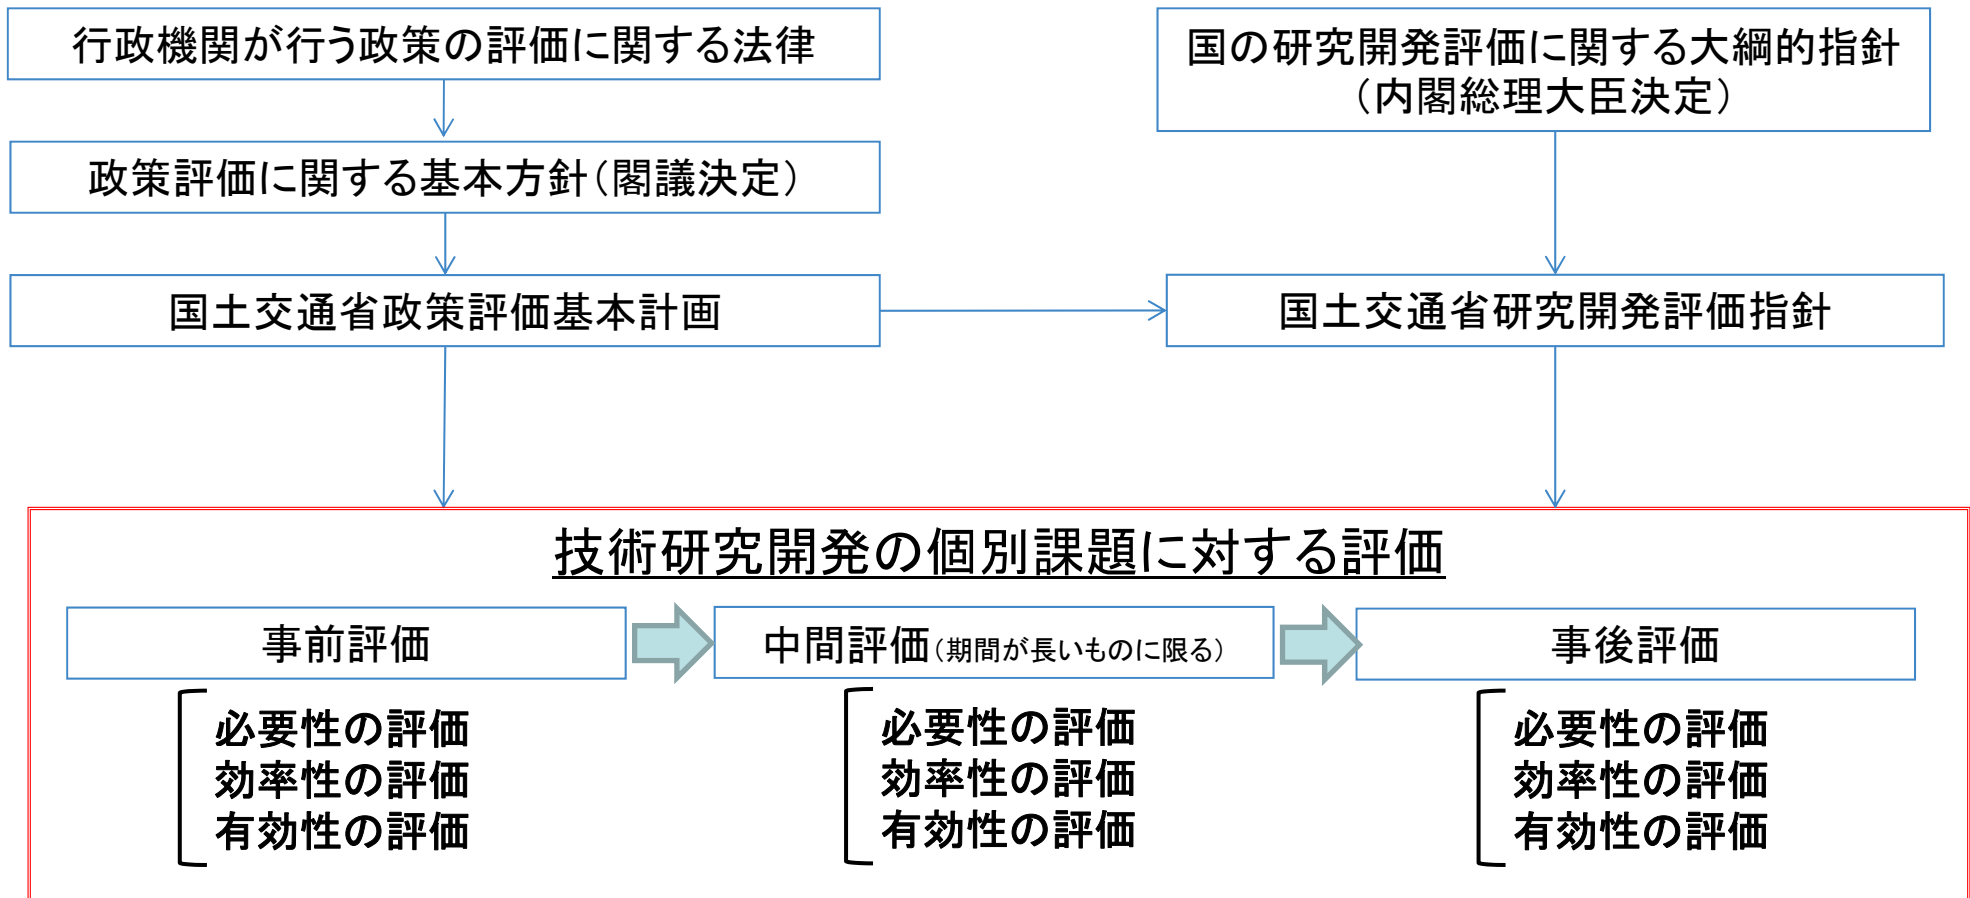 行政機関が行う政策の評価に関する法律
国の研究開発評価に関する大綱的指針
（内閣総理大臣決定）
政策評価に関する基本方針（閣議決定）
国土交通省政策評価基本計画
国土交通省研究開発評価指針
技術研究開発の個別課題に対する評価
事前評価
中間評価（期間が長いものに限る）
事後評価
必要性の評価
効率性の評価
有効性の評価
必要性の評価
効率性の評価
有効性の評価
必要性の評価
効率性の評価
有効性の評価